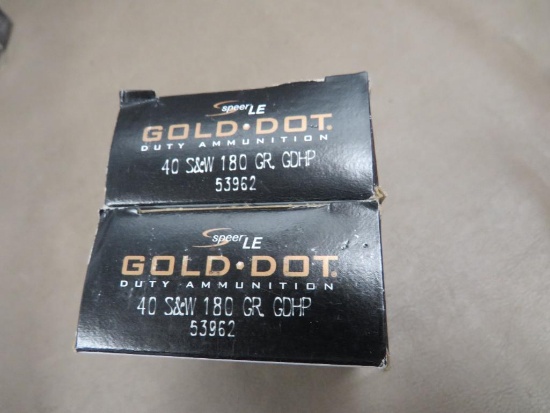 speer LE
GOLD•DOT.
DUTY AMMUNITION
40 S&W 180 GR. GDHP
53962
speer LE
GOLD•DOT.
DUTY AMMUNITION
40 S&W 180 GR. GDHP
53962